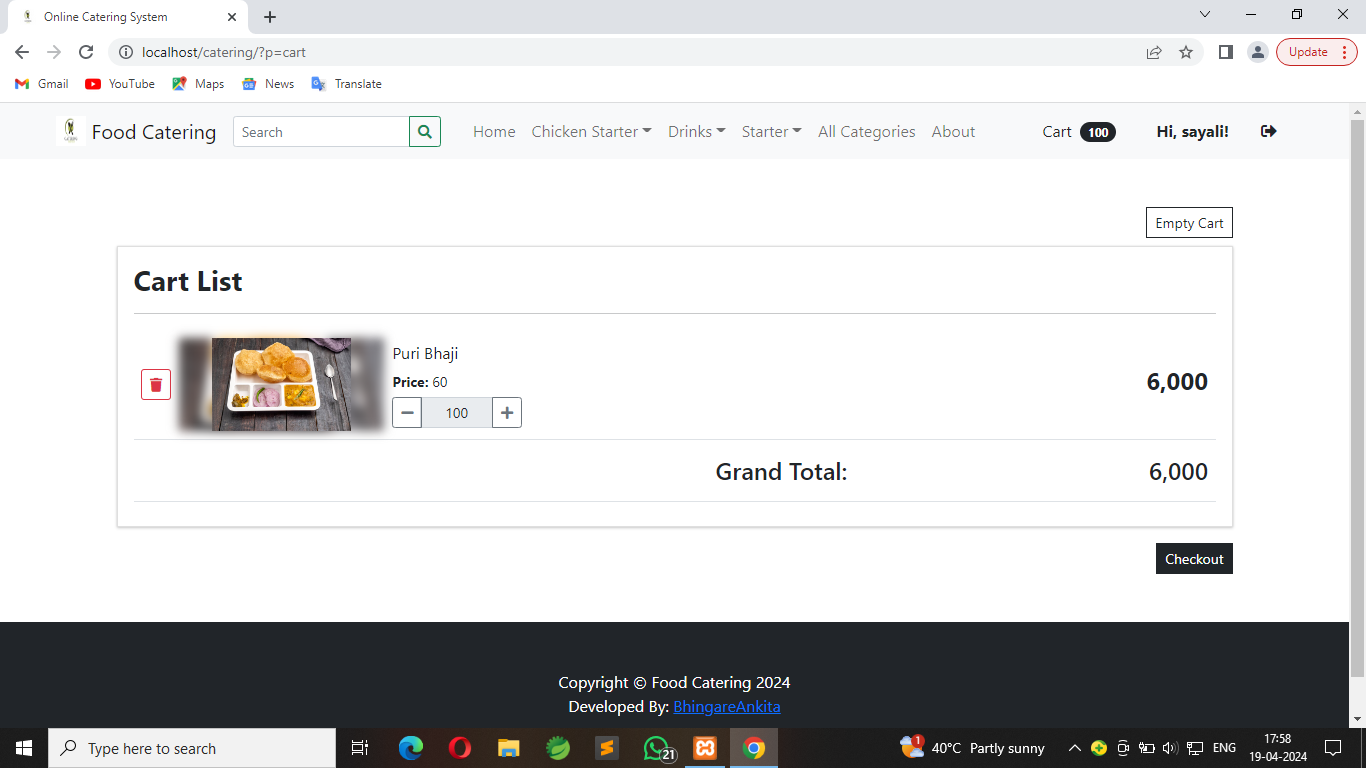 Online Catering System
localhost/catering/?p=cart
Update
Gmail YouTube Maps News Translate
Food Catering Search Home Chicken Starter Drinks Starter All Categories About Cart 100 Hi, sayali!
Empty Cart
Cart List
Puri Bhaji
Price: 60
100
6,000
Grand Total: 6,000
Checkout
Copyright © Food Catering 2024
Developed By: BhingareAnkita
Type here to search 21 1 40°C Partly sunny ENG 17:58
19-04-2024